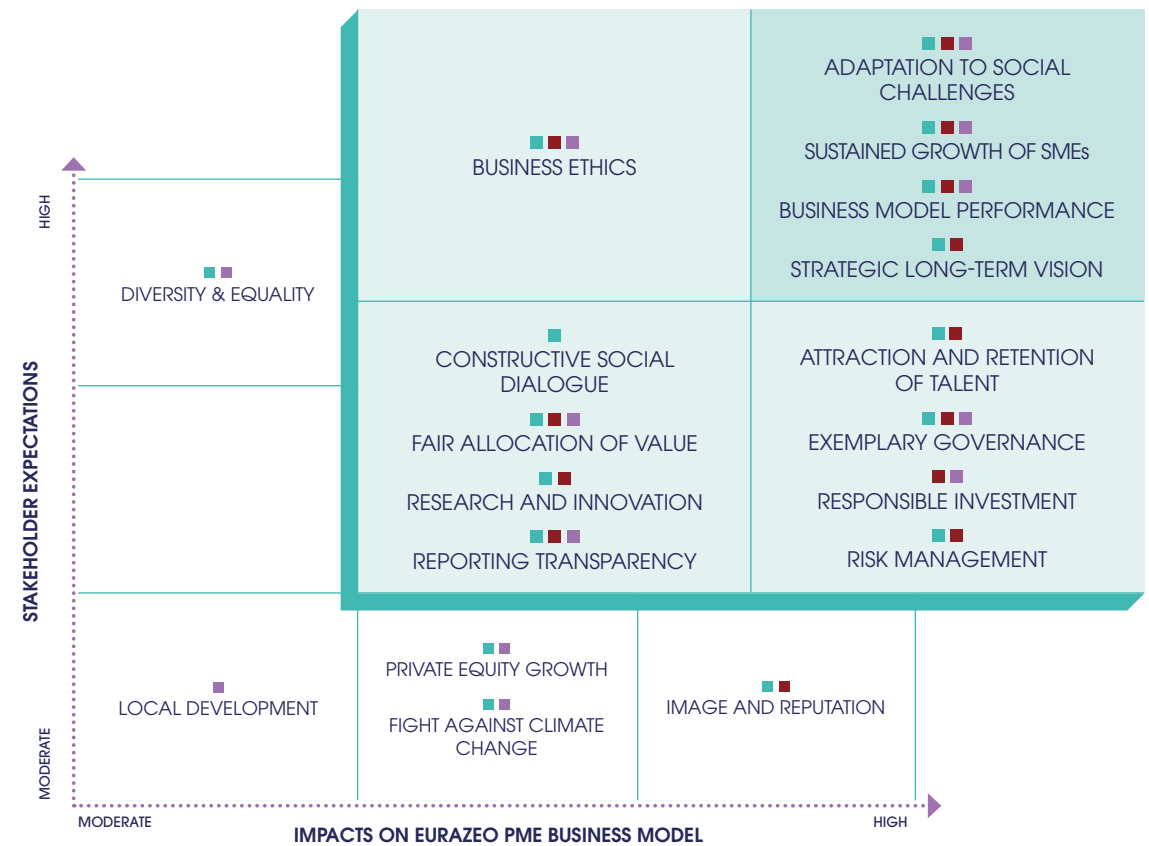 ADAPTATION TO SOCIAL
CHALLENGES
SUSTAINED GROWTH OF SMEs
BUSINESS MODEL PERFORMANCE
STRATEGIC LONG-TERM VISION
BUSINESS ETHICS
HIGH
DIVERSITY & EQUALITY
STAKEHOLDER EXPECTATIONS
CONSTRUCTIVE SOCIAL
DIALOGUE
FAIR ALLOCATION OF VALUE
RESEARCH AND INNOVATION
REPORTING TRANSPARENCY
ATTRACTION AND RETENTION
OF TALENT
EXEMPLARY GOVERNANCE
RESPONSIBLE INVESTMENT
RISK MANAGEMENT
LOCAL DEVELOPMENT
PRIVATE EQUITY GROWTH
FIGHT AGAINST CLIMATE
CHANGE
IMAGE AND REPUTATION
MODERATE
MODERATE
HIGH
IMPACTS ON EURAZEO PME BUSINESS MODEL